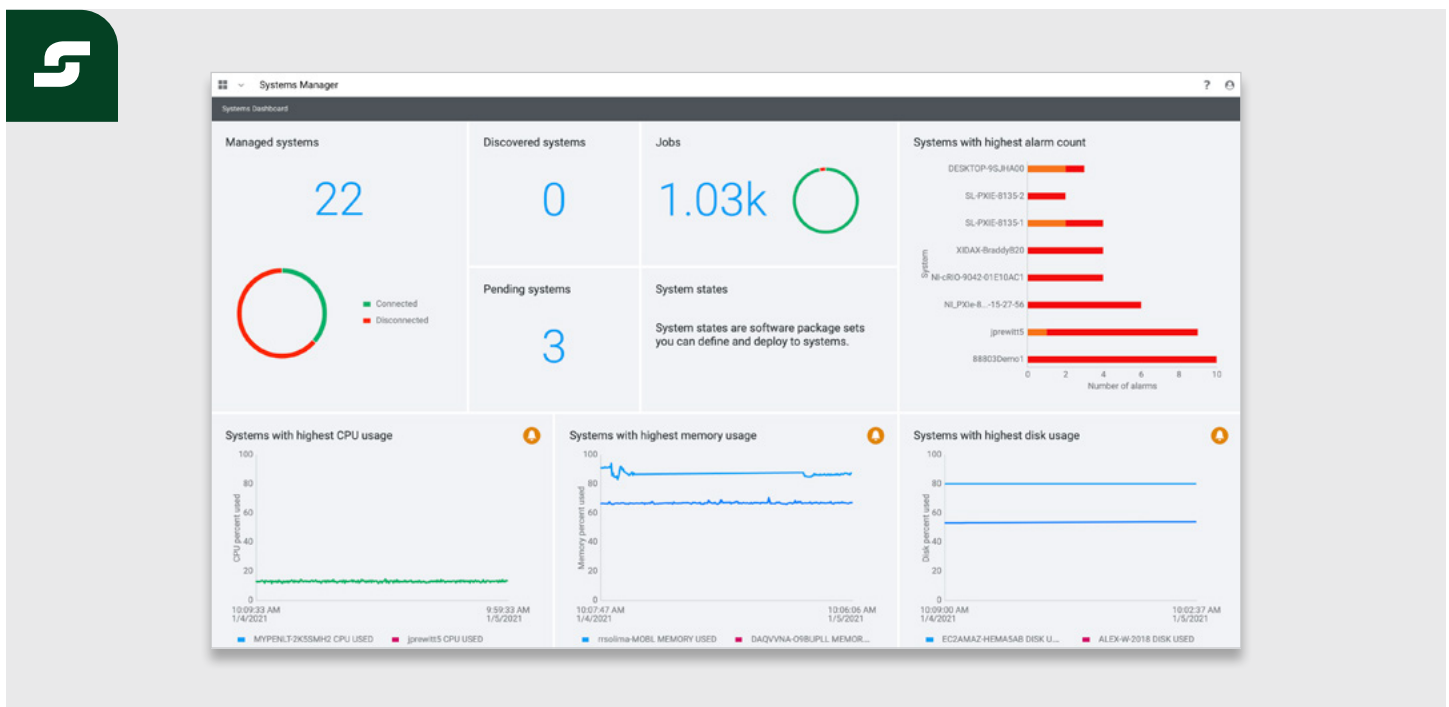 Systems Manager
?
Systems Dashboard
Managed systems
22
Connected
Disconnected
Discovered systems
0
Jobs
1.03k
Pending systems
3
System states
System states are software package sets
you can define and deploy to systems.
Systems with highest alarm count
System
DESKTOP-9SJHA00
SL-PXIE-8135-2
SL-PXIE-8135-1
XIDAX-BraddyB20
NI-cRIO-9042-01E10AC1
NI_PXIe-8...-15-27-56
jprewitt5
88803Demo1
0 2 4 6 8 10
Number of alarms
Systems with highest CPU usage
CPU percent used
100
80
60
40
20
0
10:09:33 AM 9:59:33 AM
1/4/2021 1/5/2021
MYPENLT-2K5SMH2 CPU USED jprewitt5 CPU USED
Systems with highest memory usage
Memory percent used
100
80
60
40
20
0
10:07:47 AM 10:06:06 AM
1/4/2021 1/5/2021
rrsolima-MOBL MEMORY USED DAQVVNA-O9BUPLL MEMOR...
Systems with highest disk usage
Disk percent used
100
80
60
40
20
0
10:09:00 AM 10:02:37 AM
1/4/2021 1/5/2021
EC2AMAZ-HEMA5AB DISK U... ALEX-W-2018 DISK USED